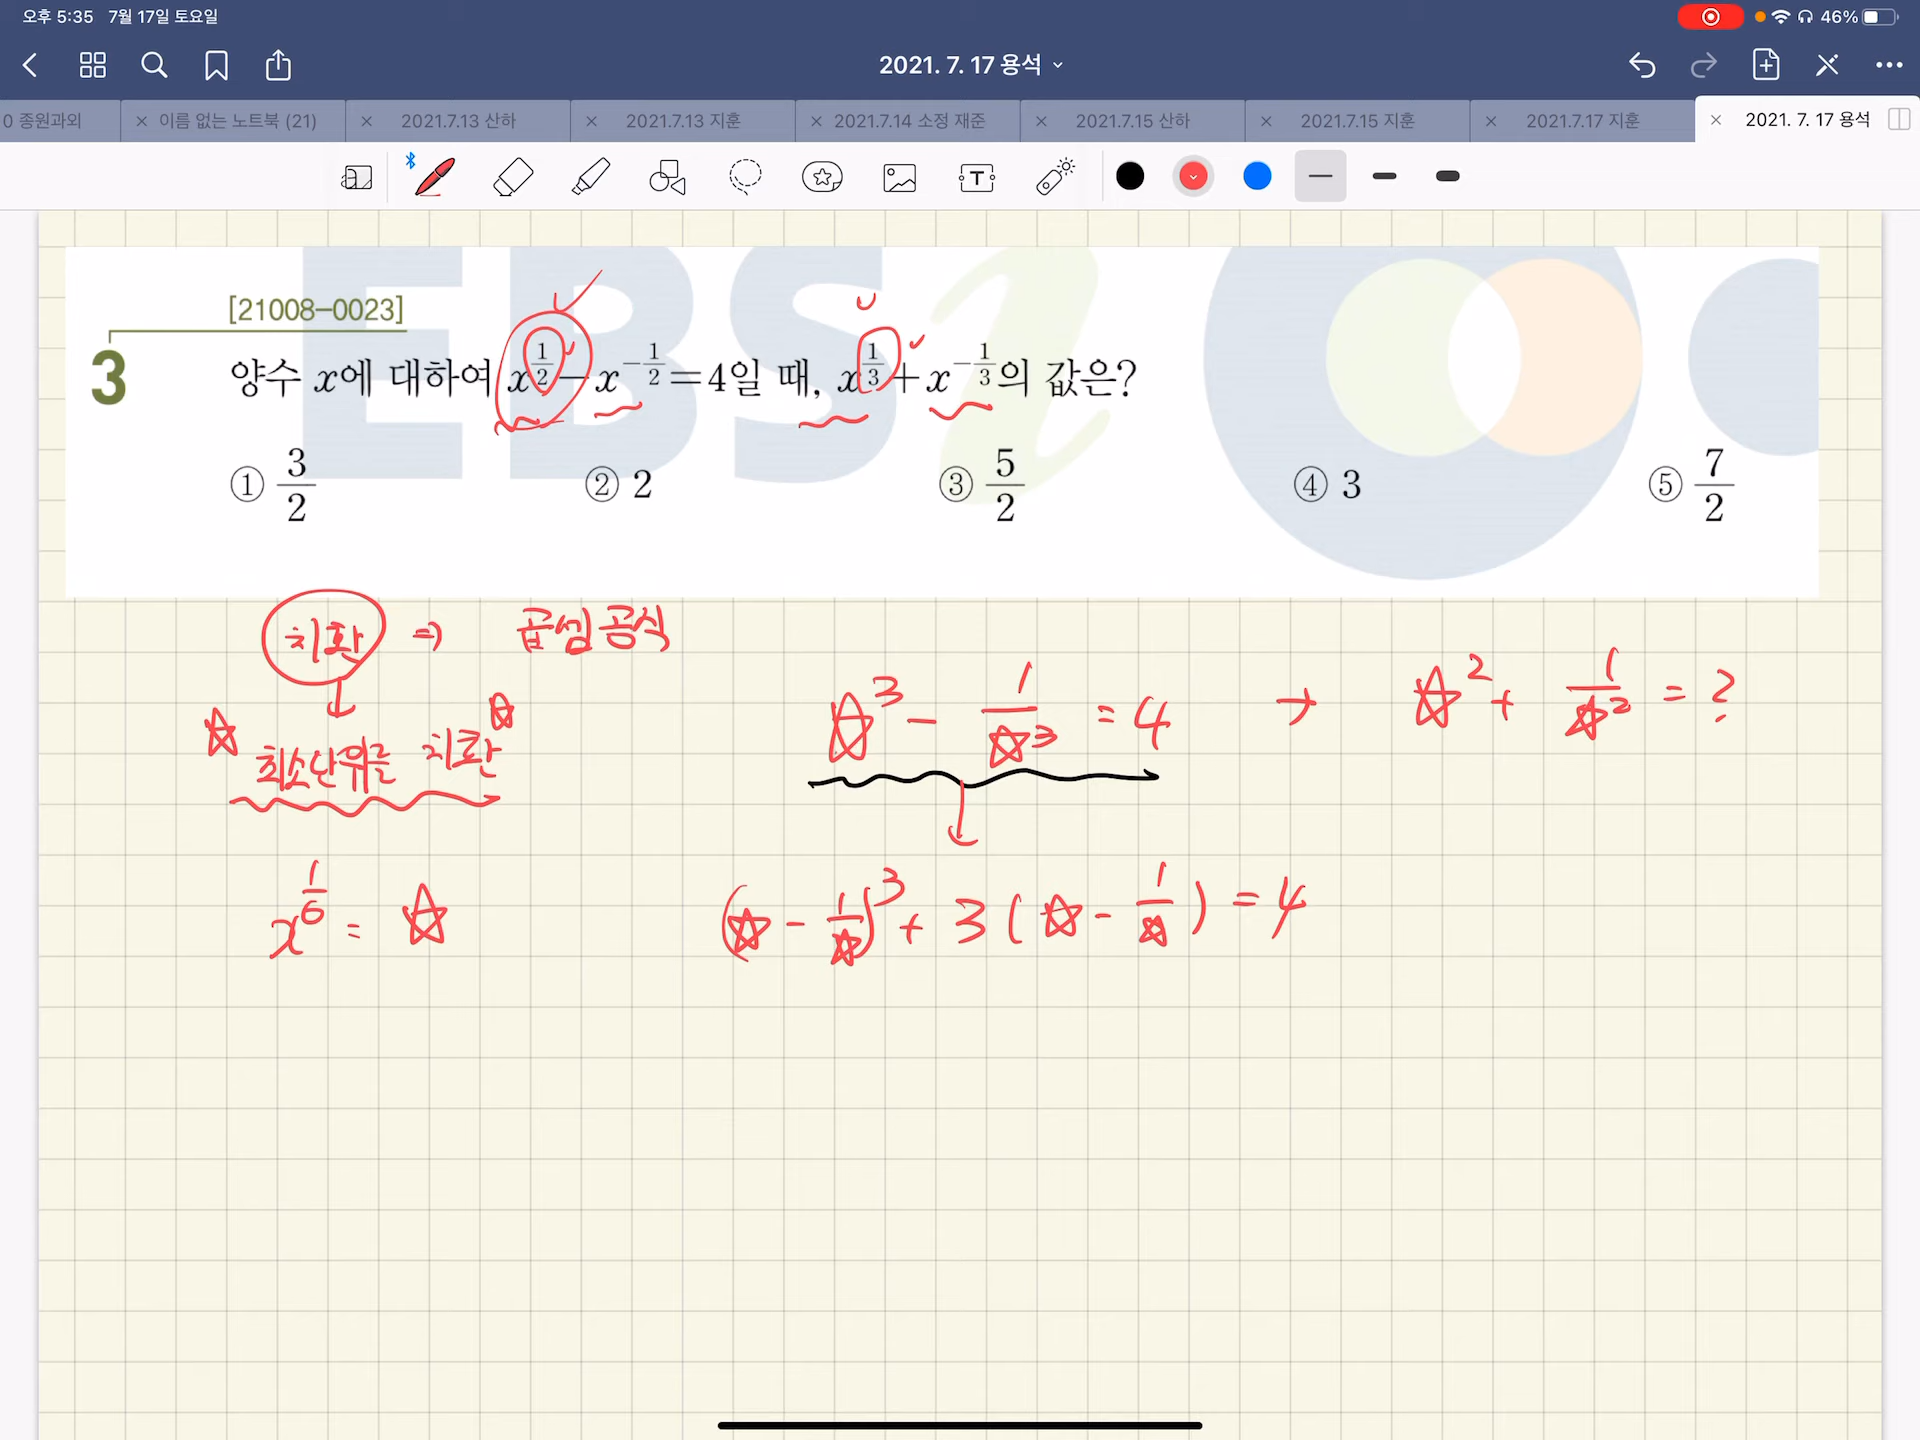 오후 5:35 7월 17일 토요일 46%
2021. 7. 17 용석
0 종원과외 이름 없는 노트북 (21) 2021.7.13 산하 2021.7.13 지훈 2021.7.14 소정 재준 2021.7.15 산하 2021.7.15 지훈 2021.7.17 지훈 2021. 7. 17 용석
EBSi
[21008-0023]
3 양수 x에 대하여 x^{1/2} - x^{-1/2} = 4일 때, x^{1/3} + x^{-1/3}의 값은?
① 3/2 ② 2 ③ 5/2 ④ 3 ⑤ 7/2
치환 ⇒ 곱셈공식
☆ 최소단위를 치환 ☆
☆³ - 1/☆³ = 4 → ☆² + 1/☆² = ?
x^{1/6} = ☆
(☆ - 1/☆)³ + 3(☆ - 1/☆) = 4